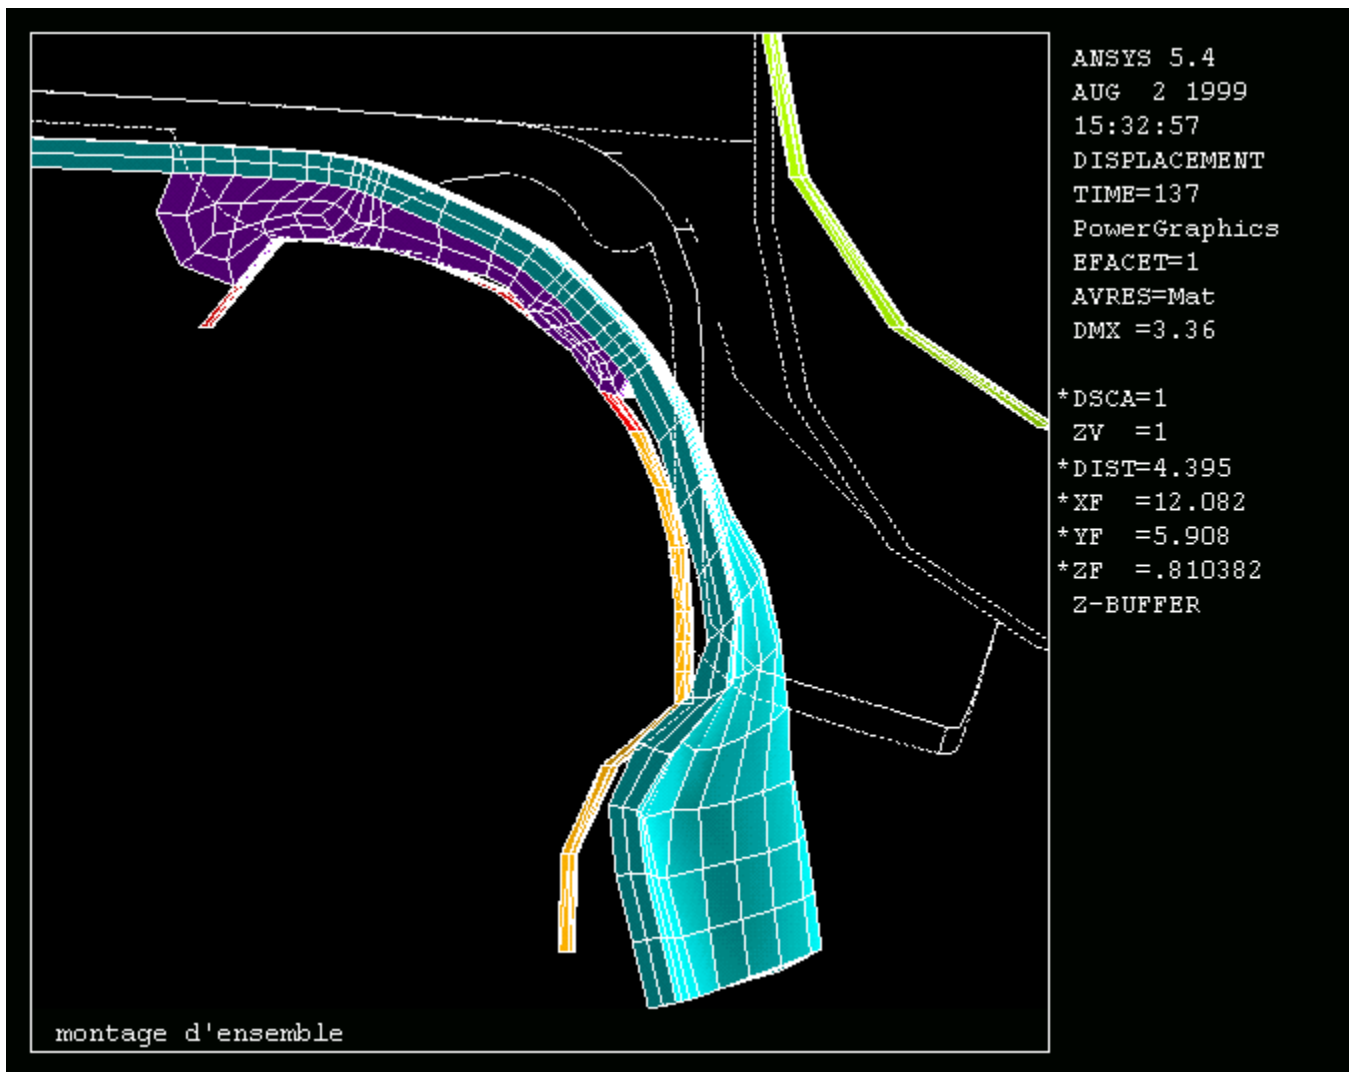 ANSYS 5.4
AUG  2 1999
15:32:57
DISPLACEMENT
TIME=137
PowerGraphics
EFACET=1
AVRES=Mat
DMX =3.36
*DSCA=1
ZV  =1
*DIST=4.395
*XF  =12.082
*YF  =5.908
*ZF  =.810382
Z-BUFFER
montage d'ensemble